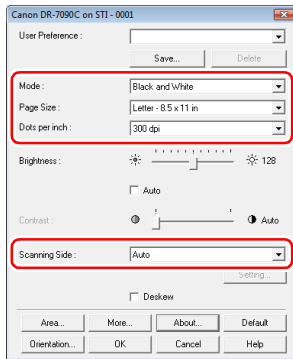 Canon DR-7090C on STI - 0001
User Preference :
Save... Delete
Mode : Black and White
Page Size : Letter - 8.5 x 11 in
Dots per inch : 300 dpi
Brightness : 128
Auto
Contrast : Auto
Scanning Side : Auto
Setting...
Deskew
Area... More... About... Default
Orientation... OK Cancel Help